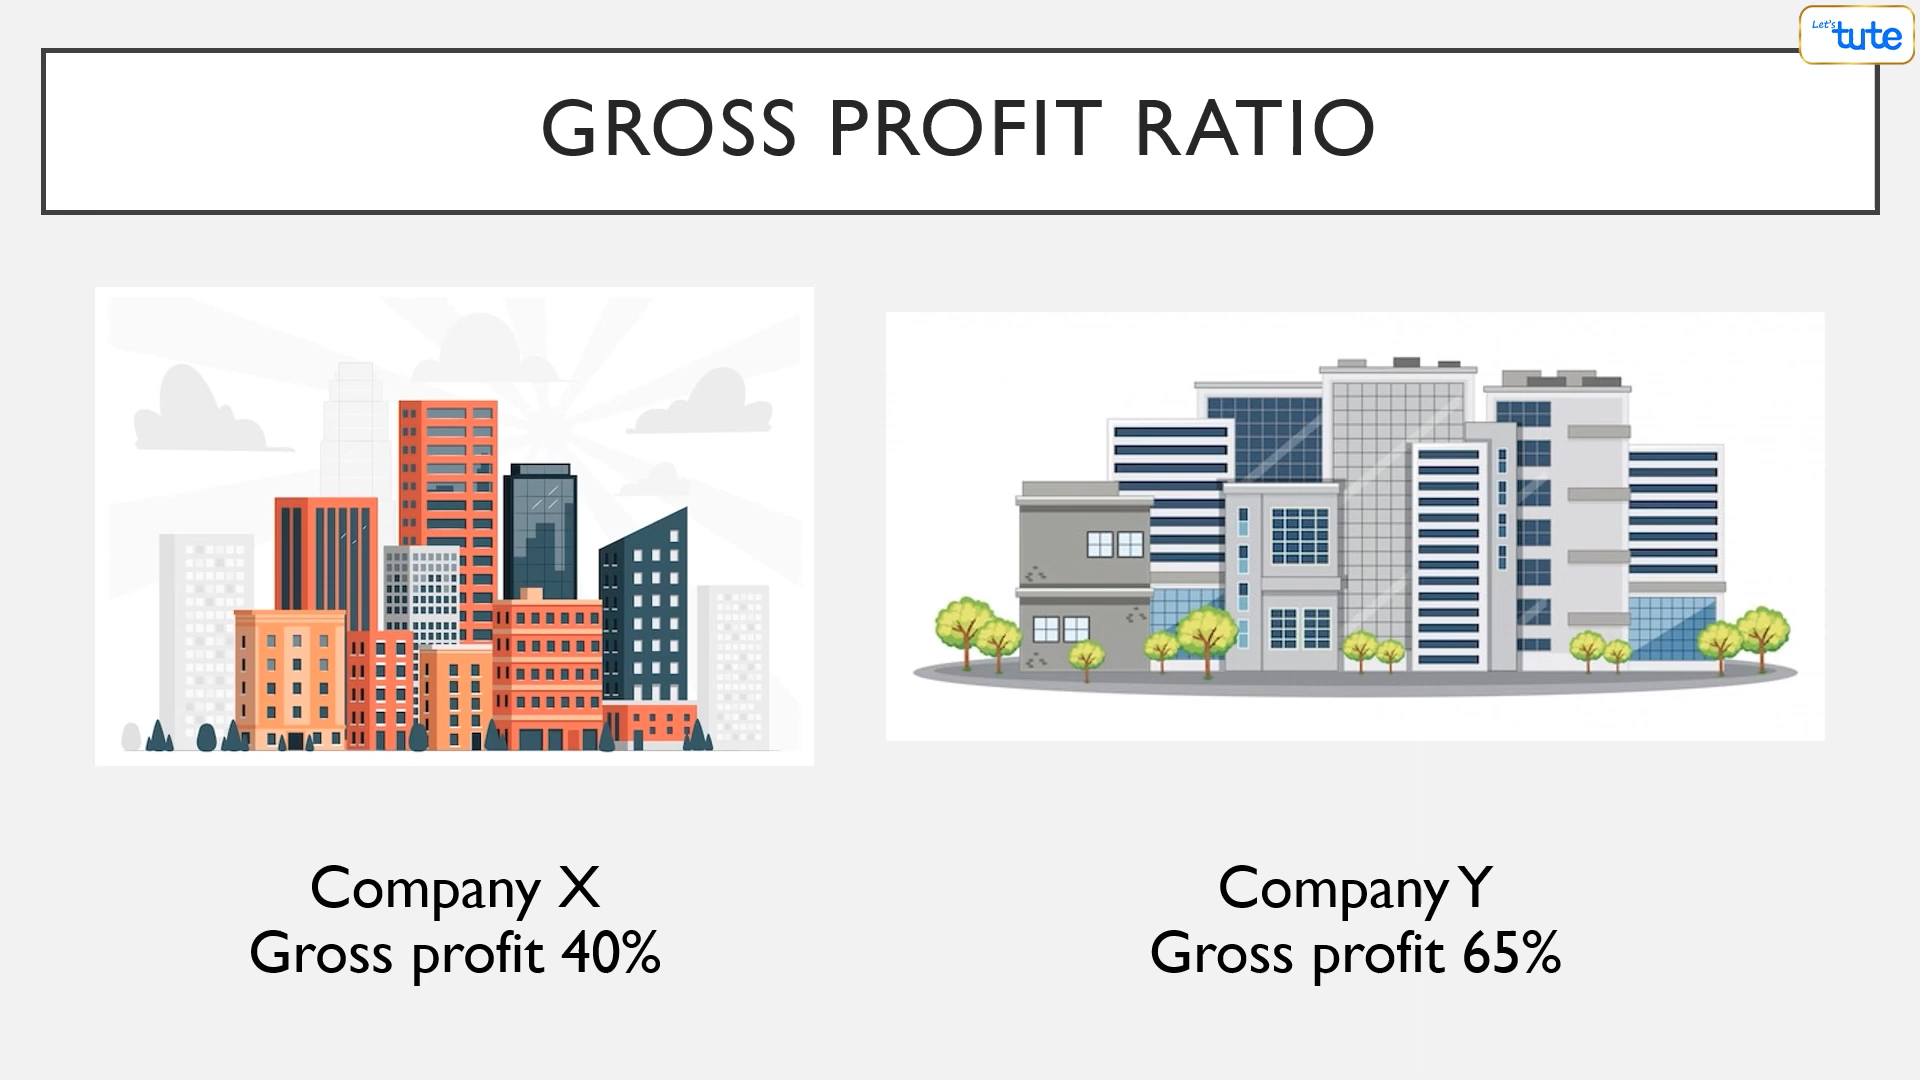 Let's tute
GROSS PROFIT RATIO
Company X
Gross profit 40%
Company Y
Gross profit 65%